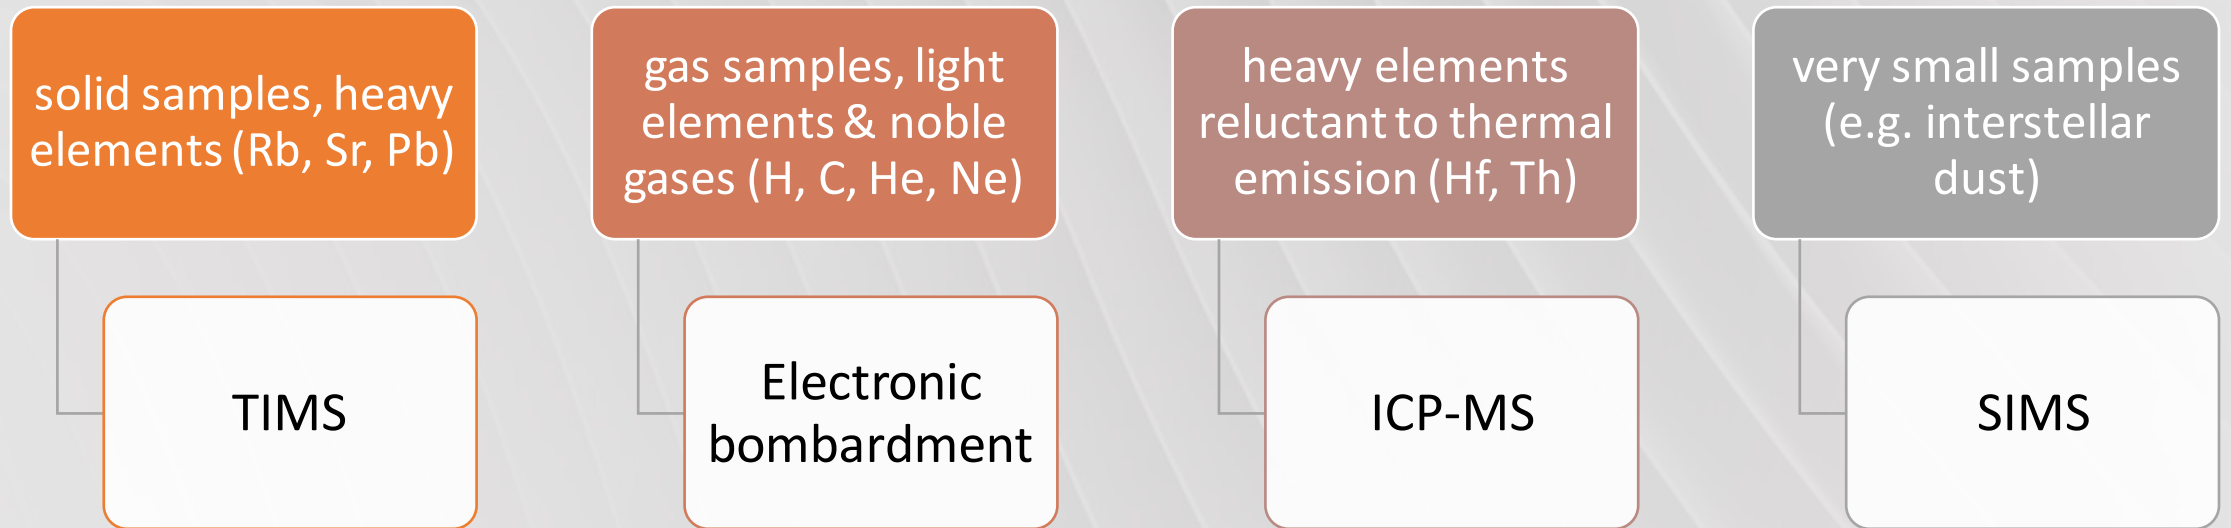 solid samples, heavy
elements (Rb, Sr, Pb)
TIMS
gas samples, light
elements & noble
gases (H, C, He, Ne)
Electronic
bombardment
heavy elements
reluctant to thermal
emission (Hf, Th)
ICP-MS
very small samples
(e.g. interstellar
dust)
SIMS